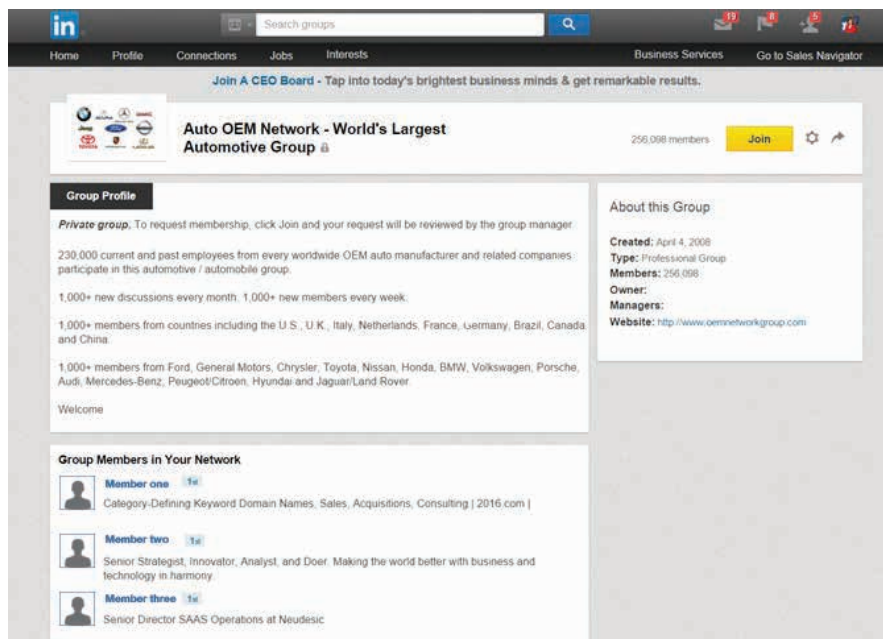 in
Search groups
19
8
5
Home Profile Connections Jobs Interests Business Services Go to Sales Navigator
Join A CEO Board - Tap into today's brightest business minds & get remarkable results.
Auto OEM Network - World's Largest
Automotive Group
256,098 members
Join
Jeep
TOYOTA
Group Profile
Private group. To request membership, click Join and your request will be reviewed by the group manager
230,000 current and past employees from every worldwide OEM auto manufacturer and related companies
participate in this automotive / automobile group.
1,000+ new discussions every month. 1,000+ new members every week.
1,000+ members from countries including the U.S., U.K., Italy, Netherlands, France, Germany, Brazil, Canada
and China.
1,000+ members from Ford, General Motors, Chrysler, Toyota, Nissan, Honda, BMW, Volkswagen, Porsche,
Audi, Mercedes-Benz, Peugeot/Citroen, Hyundai and Jaguar/Land Rover
Welcome
About this Group
Created: April 4, 2008
Type: Professional Group
Members: 256,098
Owner:
Managers:
Website: http://www.oemnetworkgroup.com
Group Members in Your Network
Member one 1st
Category-Defining Keyword Domain Names, Sales, Acquisitions, Consulting | 2016.com |
Member two 1st
Senior Strategist, Innovator, Analyst, and Doer. Making the world better with business and
technology in harmony.
Member three 1st
Senior Director SAAS Operations at Neudesic